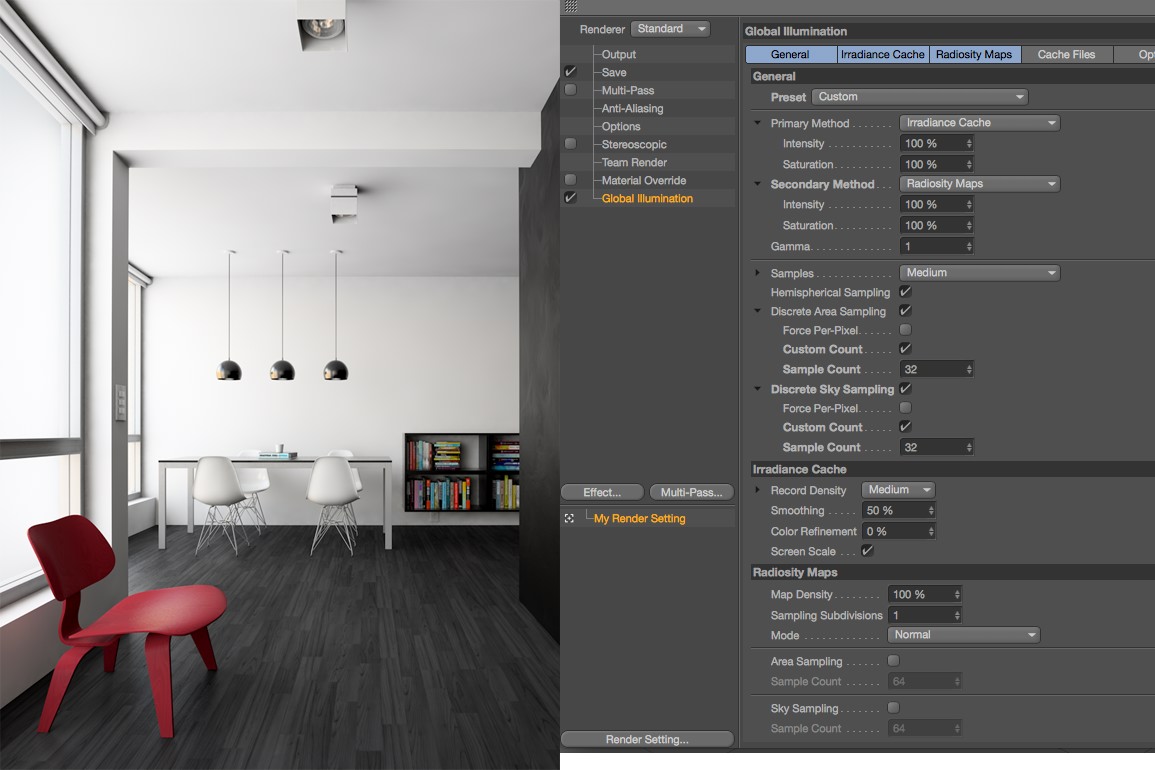 Renderer Standard
Output
Save
Multi-Pass
Anti-Aliasing
Options
Stereoscopic
Team Render
Material Override
Global Illumination
Effect... Multi-Pass...
My Render Setting
Render Setting...
Global Illumination
General Irradiance Cache Radiosity Maps Cache Files Opt
General
Preset Custom
Primary Method . . . . . . . Irradiance Cache
Intensity . . . . . . . 100 %
Saturation . . . . . . . 100 %
Secondary Method . . . Radiosity Maps
Intensity . . . . . . . 100 %
Saturation . . . . . . . 100 %
Gamma . . . . . . . . . . . . 1
Samples . . . . . . . . . . . Medium
Hemispherical Sampling
Discrete Area Sampling
Force Per-Pixel . . . . .
Custom Count . . . . .
Sample Count . . . . . 32
Discrete Sky Sampling
Force Per-Pixel . . . . . .
Custom Count . . . . .
Sample Count . . . . . 32
Irradiance Cache
Record Density Medium
Smoothing . . . . . 50 %
Color Refinement 0 %
Screen Scale . . .
Radiosity Maps
Map Density . . . . . . . . 100 %
Sampling Subdivisions 1
Mode . . . . . . . . . . . . Normal
Area Sampling . . . . . .
Sample Count . . . . . . 64
Sky Sampling . . . . . . .
Sample Count . . . . . . 64